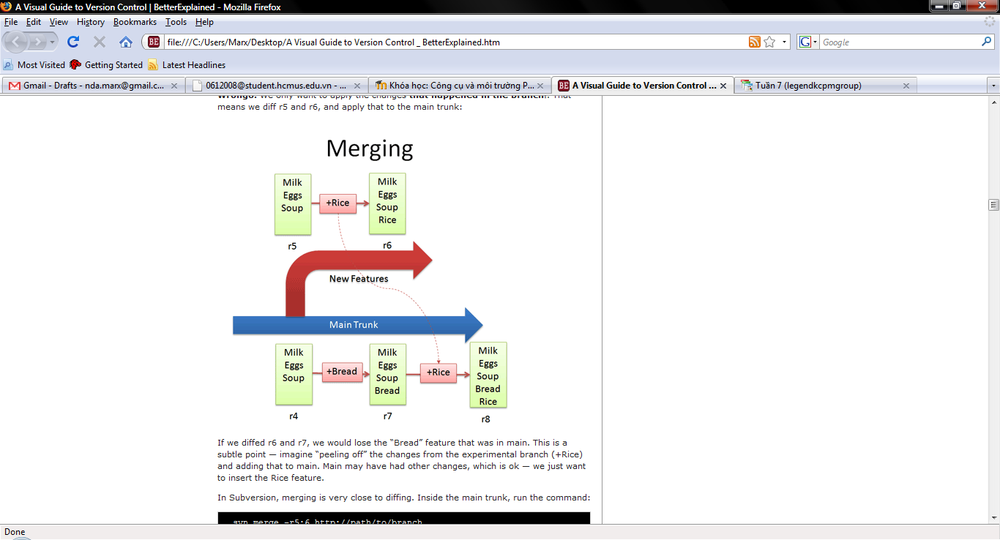 A Visual Guide to Version Control | BetterExplained - Mozilla Firefox
File Edit View History Bookmarks Tools Help
BE file:///C:/Users/Marx/Desktop/A Visual Guide to Version Control _ BetterExplained.htm G Google
Most Visited Getting Started Latest Headlines
Gmail - Drafts - nda.marx@gmail.c... 0612008@student.hcmus.edu.vn - ... Khóa học: Công cụ và môi trường P... BE A Visual Guide to Version Control ... Tuần 7 (legendkcpmgroup)
Wrongo. We only want to apply the changes that happened in the branch!. That
means we diff r5 and r6, and apply that to the main trunk:
Merging
Milk
Eggs
Soup
r5
+Rice
Milk
Eggs
Soup
Rice
r6
New Features
Main Trunk
Milk
Eggs
Soup
r4
+Bread
Milk
Eggs
Soup
Bread
r7
+Rice
Milk
Eggs
Soup
Bread
Rice
r8
If we diffed r6 and r7, we would lose the “Bread” feature that was in main. This is a
subtle point — imagine “peeling off” the changes from the experimental branch (+Rice)
and adding that to main. Main may have had other changes, which is ok — we just want
to insert the Rice feature.
In Subversion, merging is very close to diffing. Inside the main trunk, run the command:
svn merge -r5:6 http://path/to/branch
Done